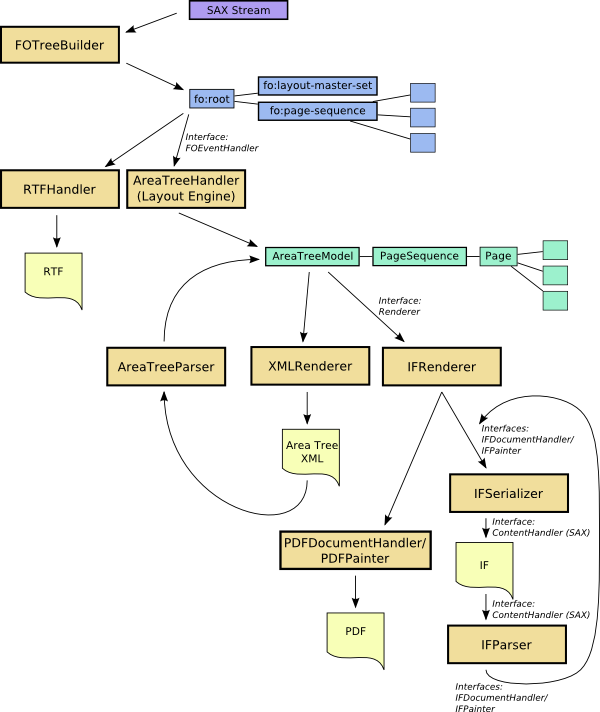 SAX Stream
FOTreeBuilder
fo:layout-master-set
fo:root
fo:page-sequence
Interface:
FOEventHandler
RTFHandler
AreaTreeHandler
(Layout Engine)
RTF
AreaTreeModel
PageSequence
Page
Interface:
Renderer
AreaTreeParser
XMLRenderer
IFRenderer
Area Tree
XML
Interfaces:
IFDocumentHandler/
IFPainter
IFSerializer
Interface:
ContentHandler (SAX)
PDFDocumentHandler/
PDFPainter
IF
Interface:
ContentHandler (SAX)
PDF
IFParser
Interfaces:
IFDocumentHandler/
IFPainter